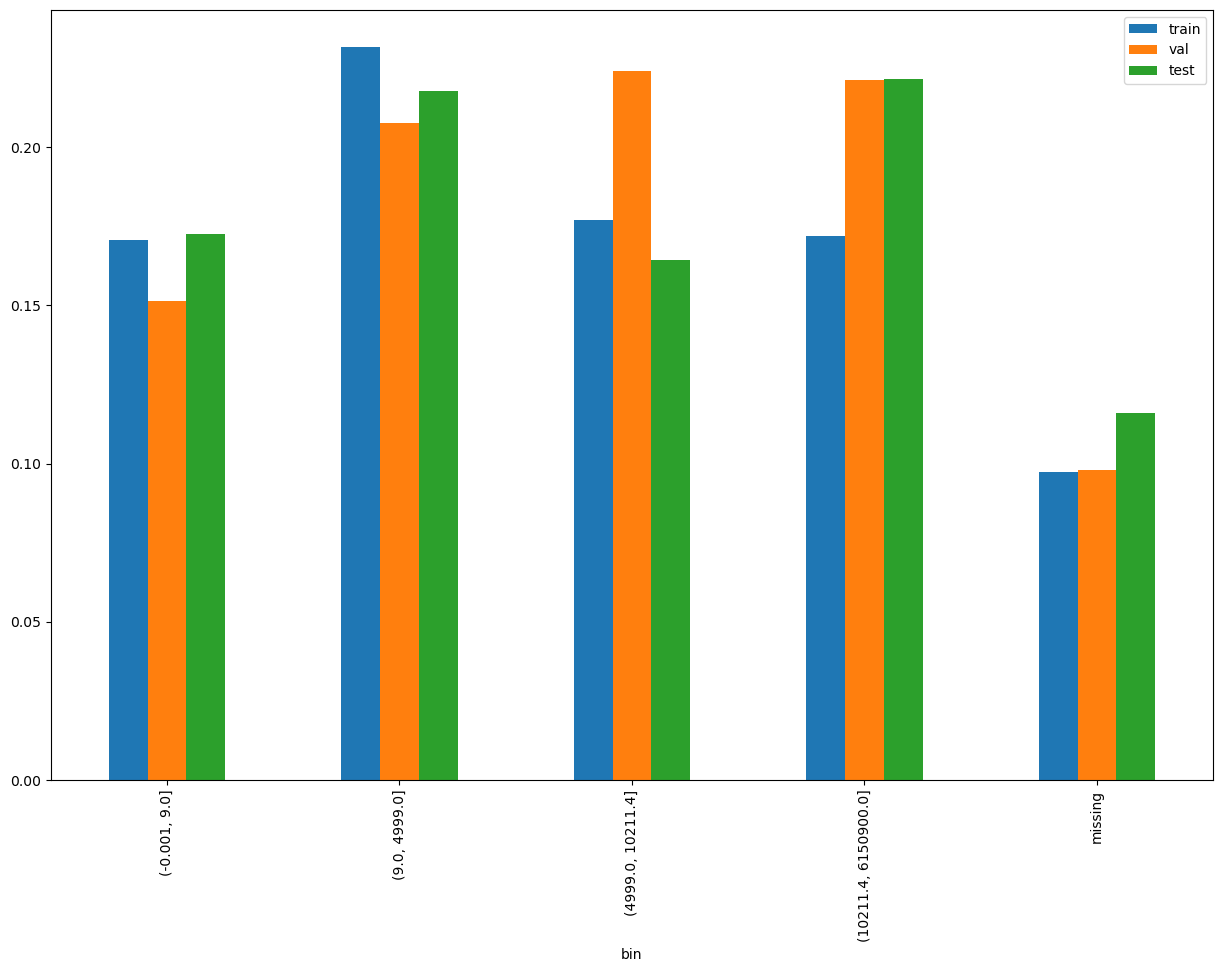 train
val
test
0.20
0.15
0.10
0.05
0.00
(-0.001, 9.0]
(9.0, 4999.0]
(4999.0, 10211.4]
(10211.4, 6150900.0]
missing
bin